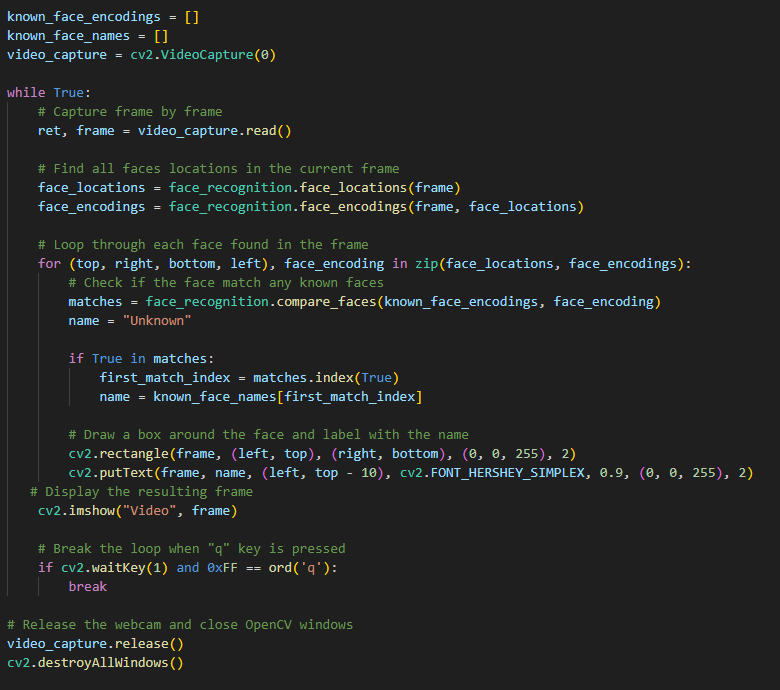 known_face_encodings = []
known_face_names = []
video_capture = cv2.VideoCapture(0)

while True:
    # Capture frame by frame
    ret, frame = video_capture.read()

    # Find all faces locations in the current frame
    face_locations = face_recognition.face_locations(frame)
    face_encodings = face_recognition.face_encodings(frame, face_locations)

    # Loop through each face found in the frame
    for (top, right, bottom, left), face_encoding in zip(face_locations, face_encodings):
        # Check if the face match any known faces
        matches = face_recognition.compare_faces(known_face_encodings, face_encoding)
        name = "Unknown"

        if True in matches:
            first_match_index = matches.index(True)
            name = known_face_names[first_match_index]

        # Draw a box around the face and label with the name
        cv2.rectangle(frame, (left, top), (right, bottom), (0, 0, 255), 2)
        cv2.putText(frame, name, (left, top - 10), cv2.FONT_HERSHEY_SIMPLEX, 0.9, (0, 0, 255), 2)
   # Display the resulting frame
    cv2.imshow("Video", frame)

    # Break the loop when "q" key is pressed
    if cv2.waitKey(1) and 0xFF == ord('q'):
        break

# Release the webcam and close OpenCV windows
video_capture.release()
cv2.destroyAllWindows()